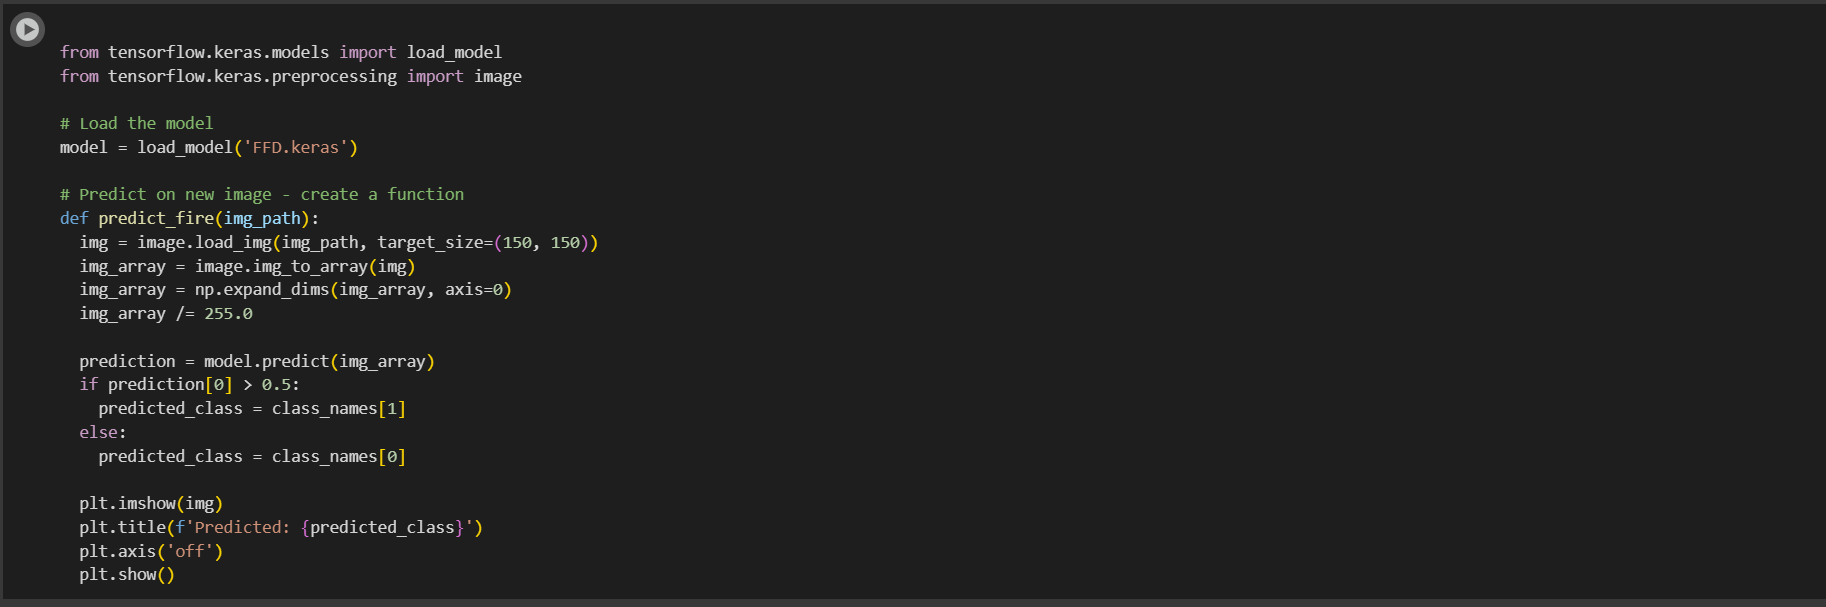 from tensorflow.keras.models import load_model
from tensorflow.keras.preprocessing import image
# Load the model
model = load_model('FFD.keras')
# Predict on new image - create a function
def predict_fire(img_path):
img = image.load_img(img_path, target_size=(150, 150))
img_array = image.img_to_array(img)
img_array = np.expand_dims(img_array, axis=0)
img_array /= 255.0
prediction = model.predict(img_array)
if prediction[0] > 0.5:
predicted_class = class_names[1]
else:
predicted_class = class_names[0]
plt.imshow(img)
plt.title(f'Predicted: {predicted_class}')
plt.axis('off')
plt.show()